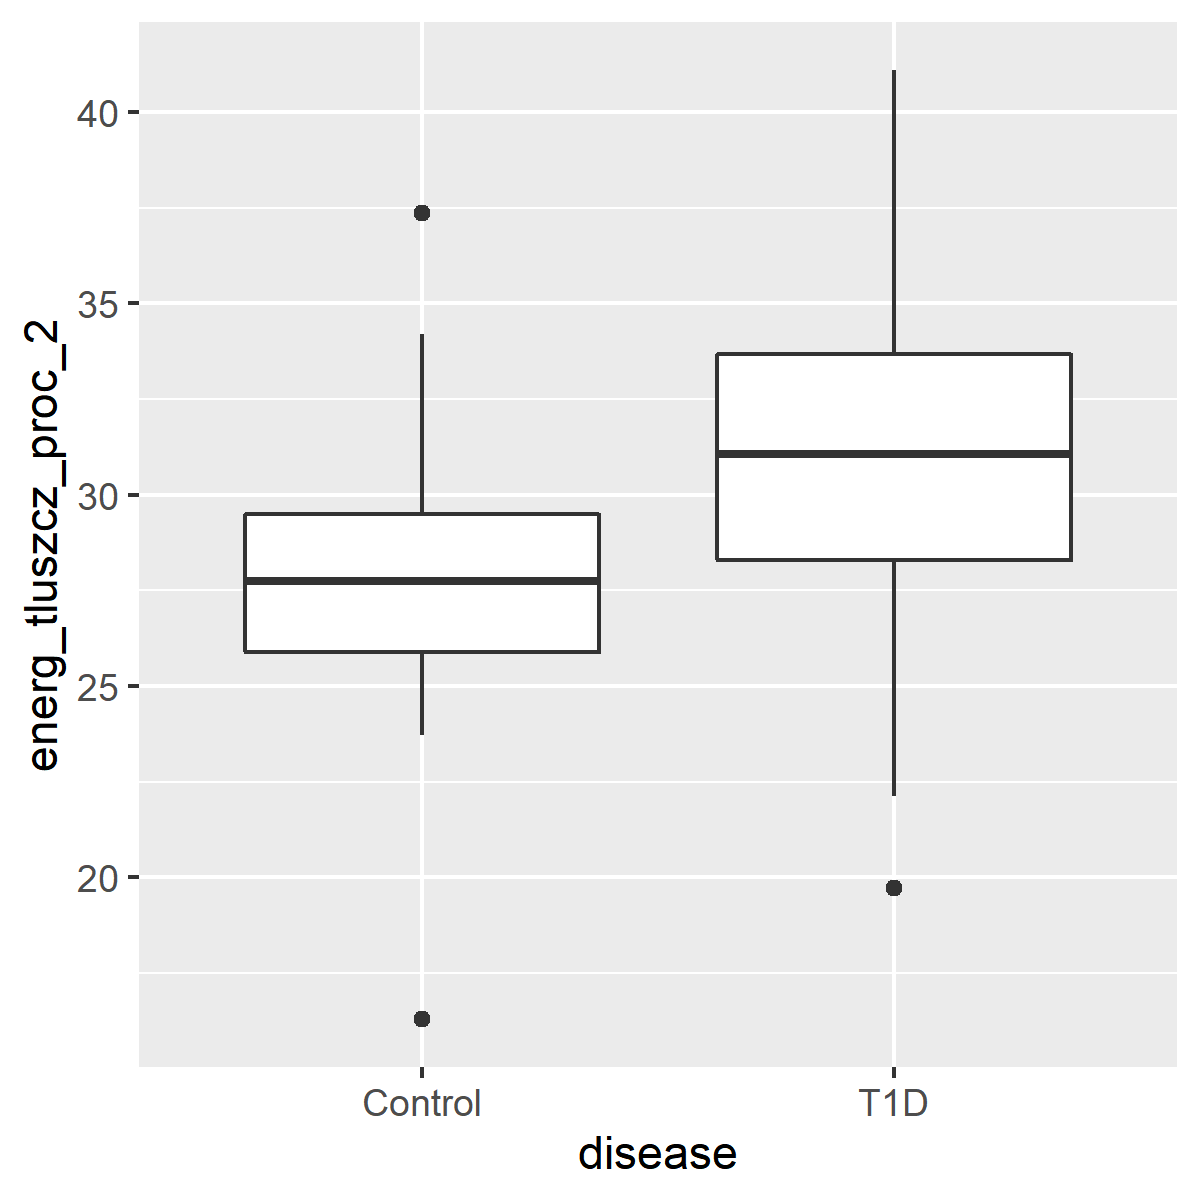 energ_tluszcz_proc_2
40
35
30
25
20
Control
T1D
disease